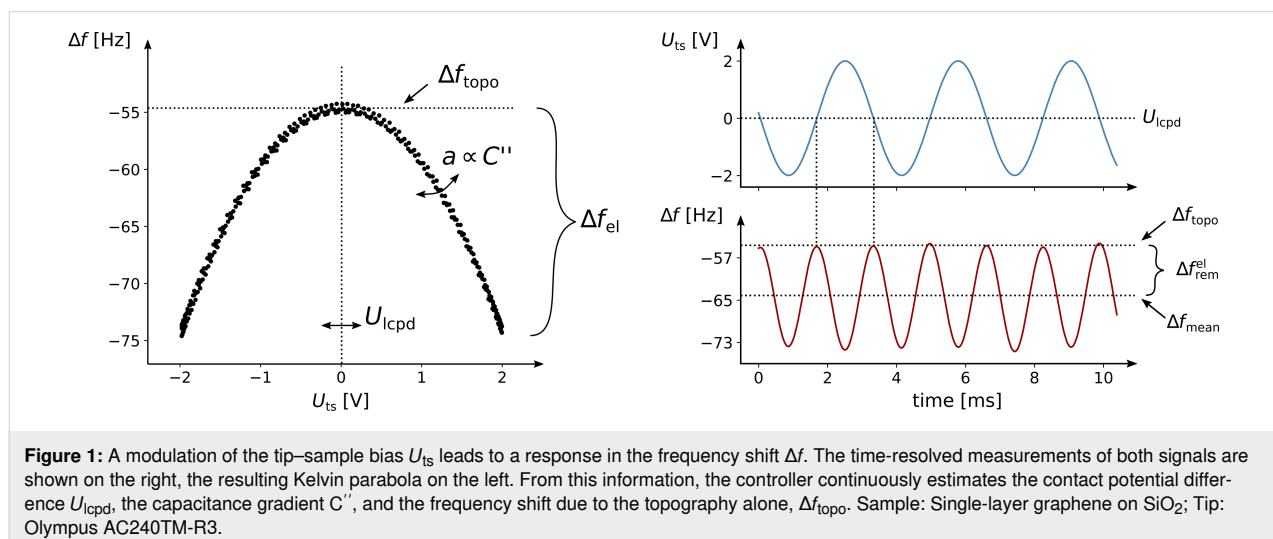 Δf [Hz]
Δf_topo
−55
−60
−65
−70
−75
a ∝ C''
Δf_el
U_lcpd
−2 −1 0 1 2
U_ts [V]
U_ts [V]
2
0
−2
U_lcpd
Δf [Hz]
−57
−65
−73
Δf_topo
Δf_rem^el
Δf_mean
0 2 4 6 8 10
time [ms]
Figure 1: A modulation of the tip–sample bias U_ts leads to a response in the frequency shift Δf. The time-resolved measurements of both signals are
shown on the right, the resulting Kelvin parabola on the left. From this information, the controller continuously estimates the contact potential differ-
ence U_lcpd, the capacitance gradient C′′, and the frequency shift due to the topography alone, Δf_topo. Sample: Single-layer graphene on SiO₂; Tip:
Olympus AC240TM-R3.